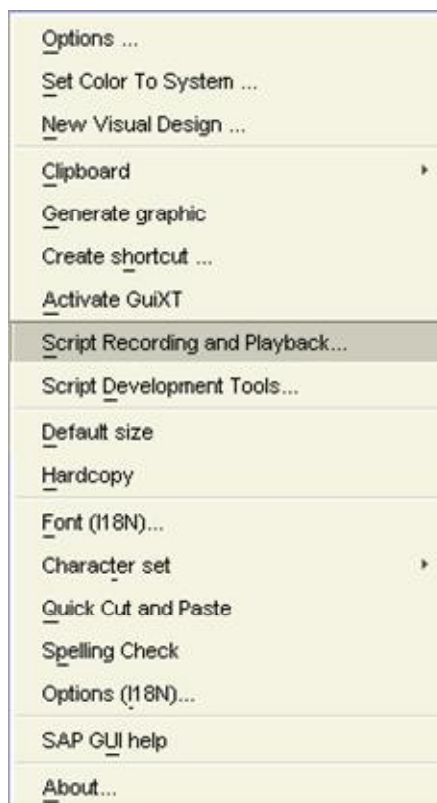 Options ...
Set Color To System ...
New Visual Design ...
Clipboard
Generate graphic
Create shortcut ...
Activate GuiXT
Script Recording and Playback...
Script Development Tools...
Default size
Hardcopy
Font (I18N)...
Character set
Quick Cut and Paste
Spelling Check
Options (I18N)...
SAP GUI help
About...